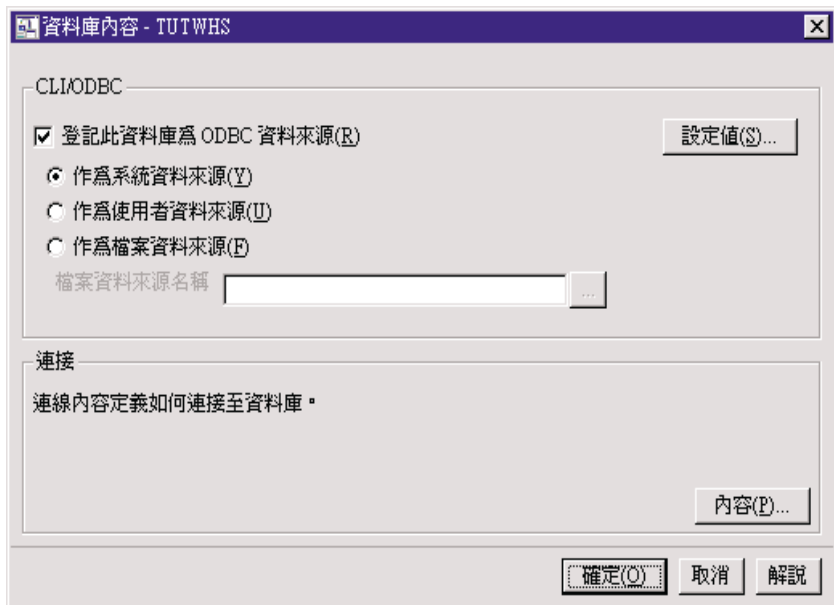 資料庫內容 - TUTWHS
CLI/ODBC
登記此資料庫為 ODBC 資料來源(R)
設定值(S)...
作為系統資料來源(Y)
作為使用者資料來源(U)
作為檔案資料來源(F)
檔案資料來源名稱
...
連接
連線內容定義如何連接至資料庫。
內容(P)...
確定(O)
取消
解說